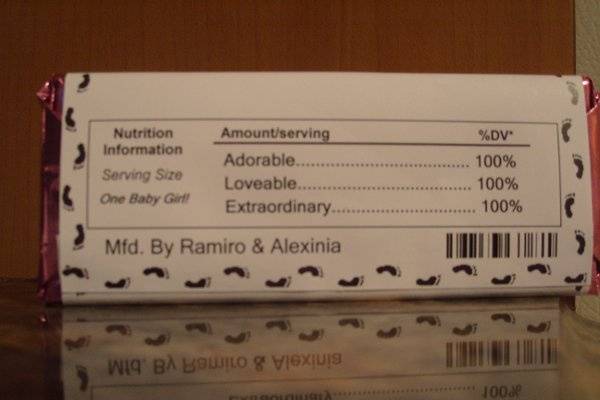 Nutrition Information
Serving Size
One Baby Girl!
Amount/serving %DV*
Adorable.................................... 100%
Loveable.................................... 100%
Extraordinary.............................. 100%
Mfd. By Ramiro & Alexinia